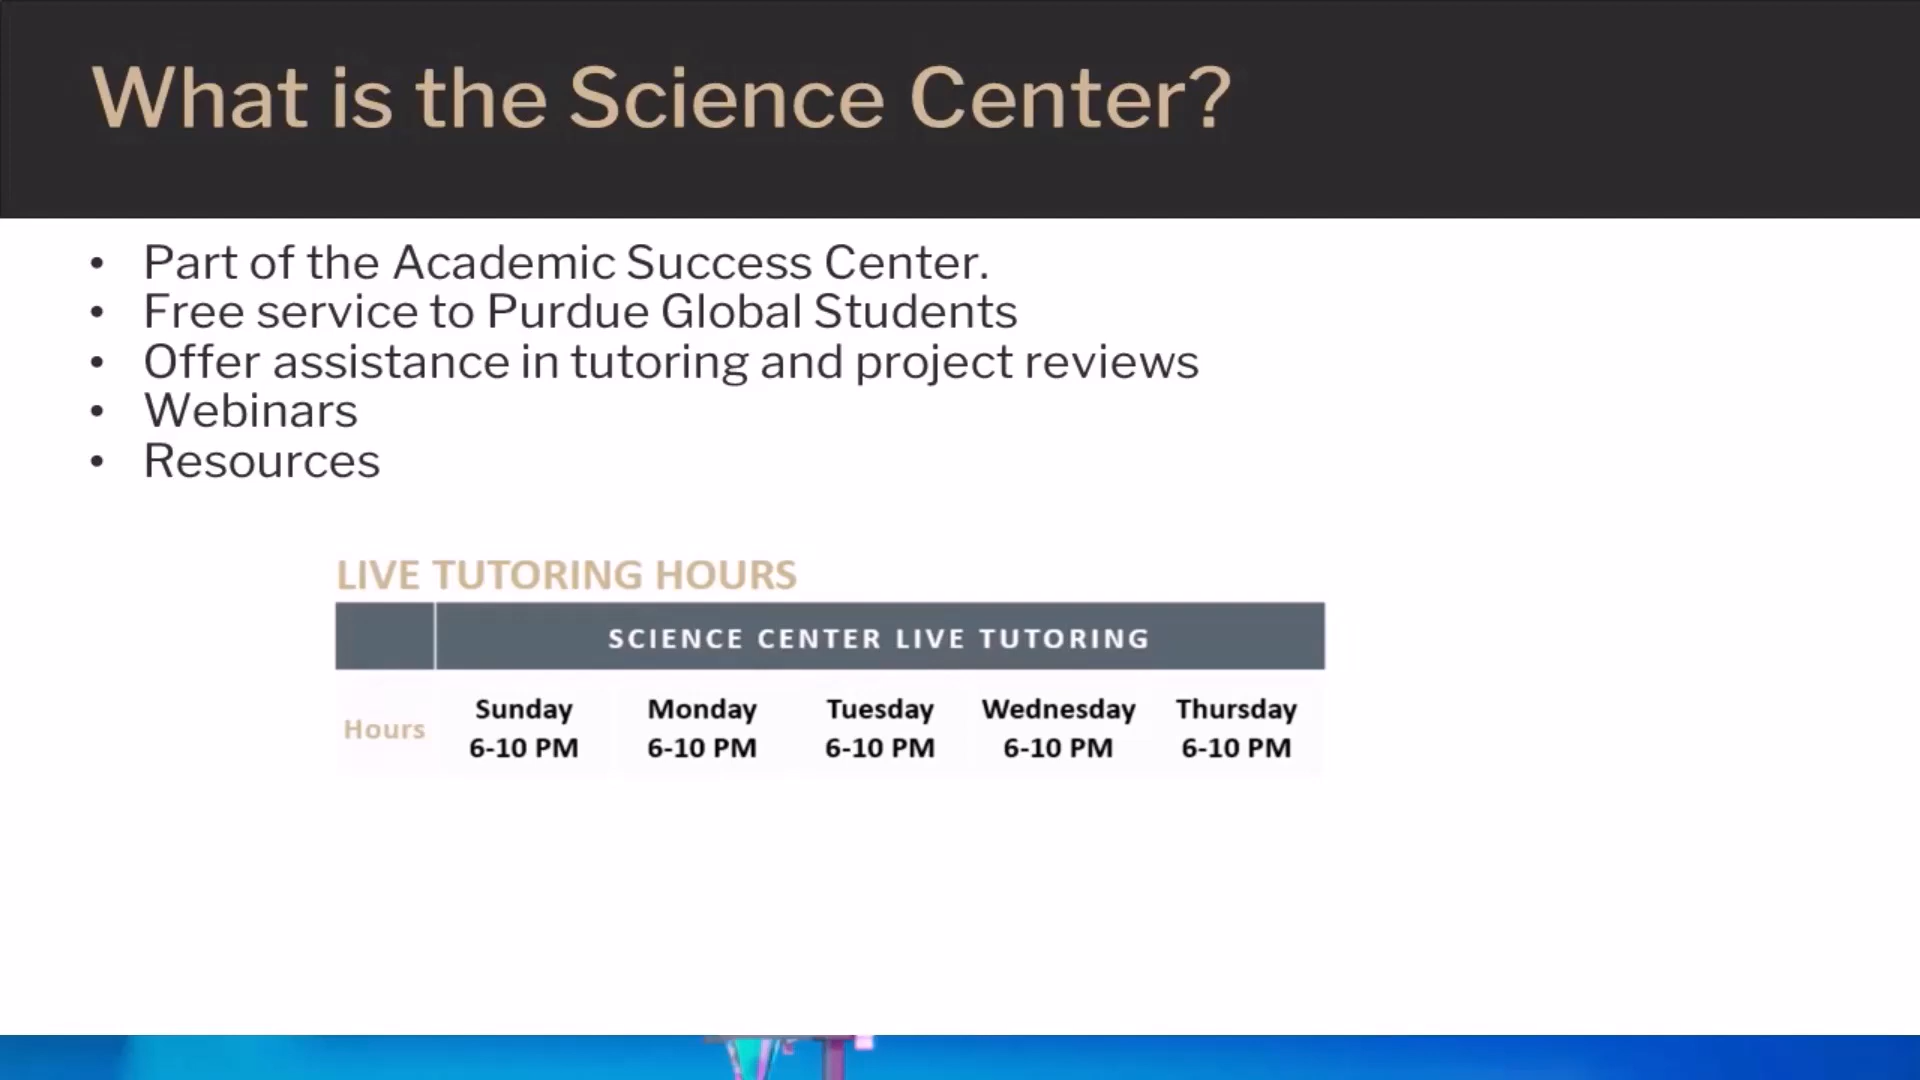 What is the Science Center?
• Part of the Academic Success Center.
• Free service to Purdue Global Students
• Offer assistance in tutoring and project reviews
• Webinars
• Resources
LIVE TUTORING HOURS
SCIENCE CENTER LIVE TUTORING
Hours
Sunday Monday Tuesday Wednesday Thursday
6-10 PM 6-10 PM 6-10 PM 6-10 PM 6-10 PM